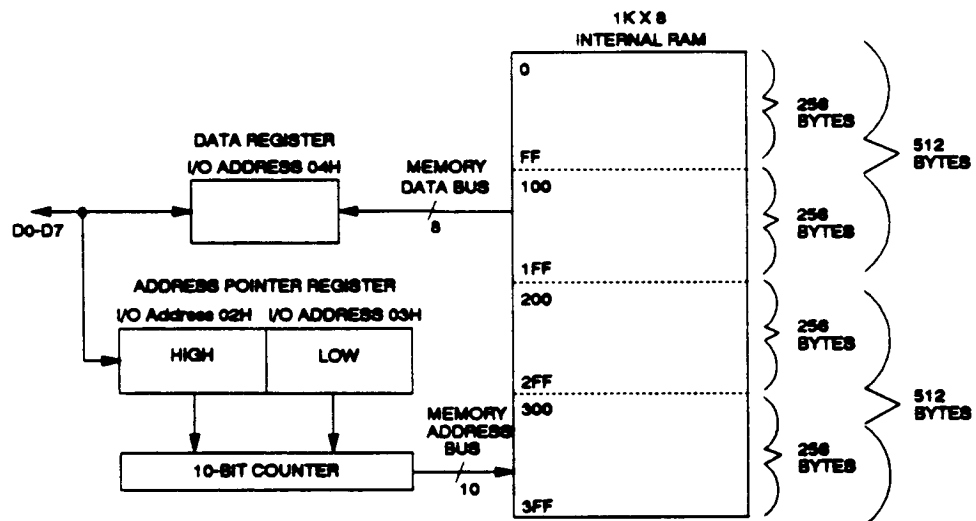 1K X 8
INTERNAL RAM
0
FF
100
1FF
200
2FF
300
3FF
256
BYTES
256
BYTES
256
BYTES
256
BYTES
512
BYTES
512
BYTES
DATA REGISTER
I/O ADDRESS 04H
MEMORY
DATA BUS
8
D0-D7
ADDRESS POINTER REGISTER
I/O Address 02H
I/O ADDRESS 03H
HIGH
LOW
10-BIT COUNTER
MEMORY
ADDRESS
BUS
10